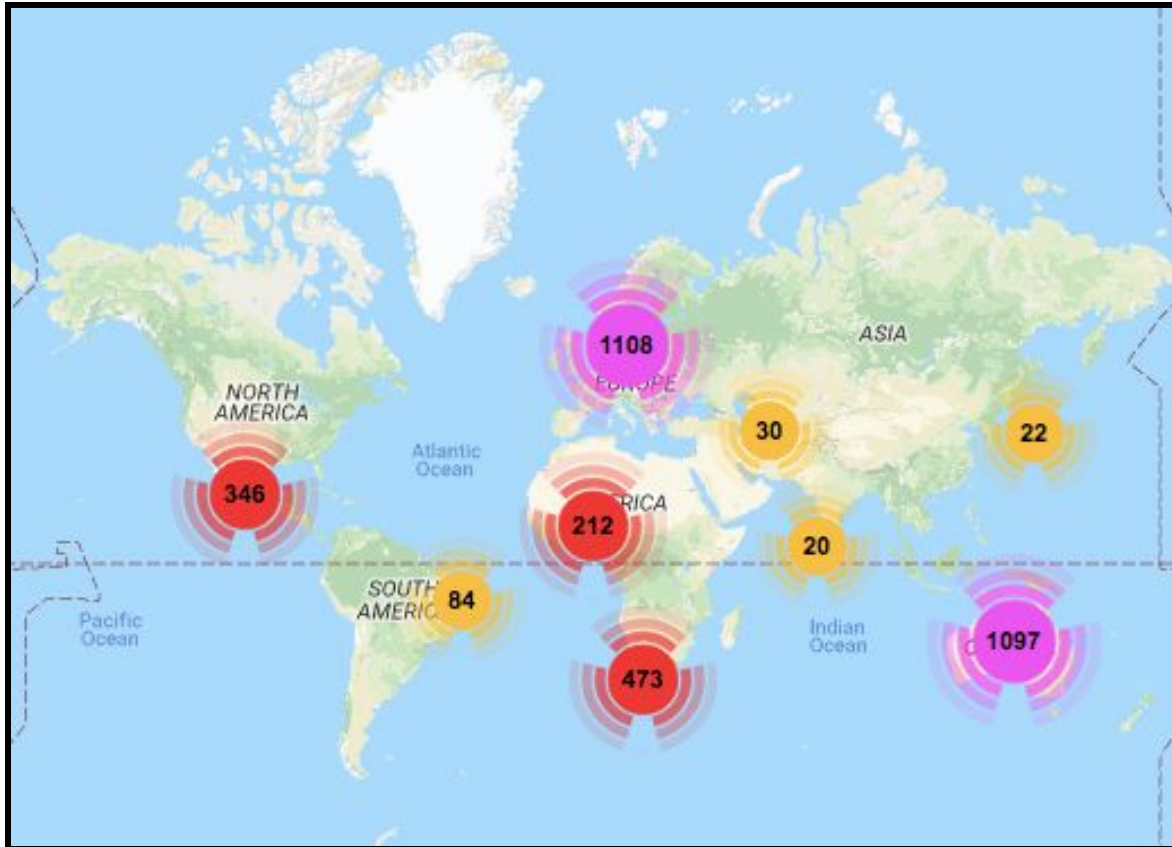 1108
ASIA
NORTH
AMERICA
30
22
Atlantic
Ocean
346
212
20
SOUTH
84
473
Pacific
Ocean
Indian
Ocean
1097